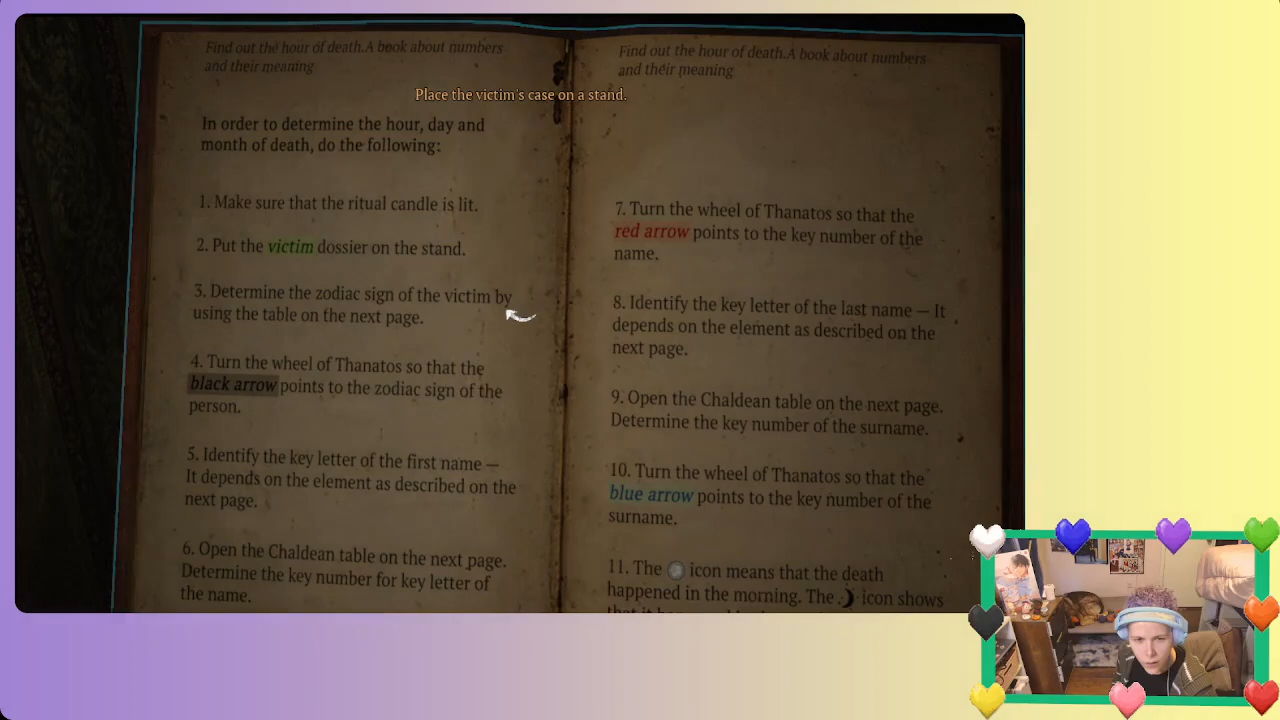 Find out the hour of death.A book about numbers
and their meaning
Place the victim's case on a stand.
In order to determine the hour, day and
month of death, do the following:
1. Make sure that the ritual candle is lit.
2. Put the victim dossier on the stand.
3. Determine the zodiac sign of the victim by
using the table on the next page.
4. Turn the wheel of Thanatos so that the
black arrow points to the zodiac sign of the
person.
5. Identify the key letter of the first name —
It depends on the element as described on the
next page.
6. Open the Chaldean table on the next page.
Determine the key number for key letter of
the name.
Find out the hour of death.A book about numbers
and their meaning
7. Turn the wheel of Thanatos so that the
red arrow points to the key number of the
name.
8. Identify the key letter of the last name — It
depends on the element as described on the
next page.
9. Open the Chaldean table on the next page.
Determine the key number of the surname.
10. Turn the wheel of Thanatos so that the
blue arrow points to the key number of the
surname.
11. The icon means that the death
happened in the morning. The icon shows